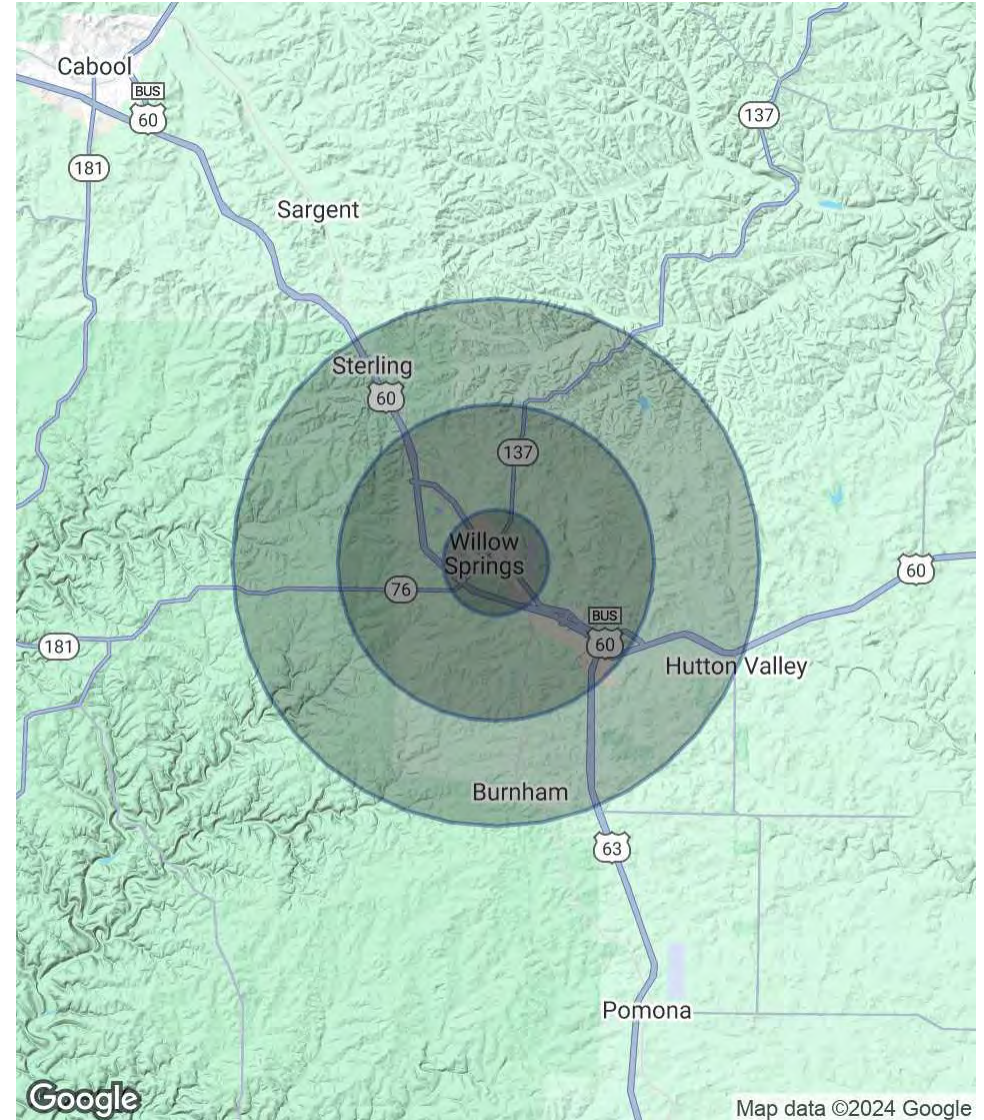 Cabool
BUS
60
137
181
Sargent
Sterling
60
137
Willow
Springs
76
60
BUS
60
181
Hutton Valley
Burnham
63
Pomona
Google
Map data ©2024 Google